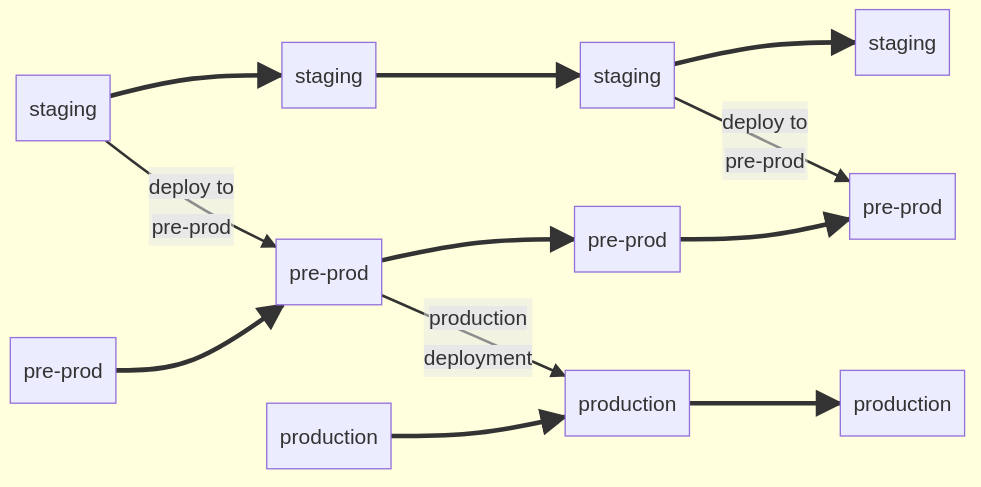 staging
staging
staging
staging
deploy to
pre-prod
deploy to
pre-prod
pre-prod
pre-prod
pre-prod
production
deployment
pre-prod
production
production
production